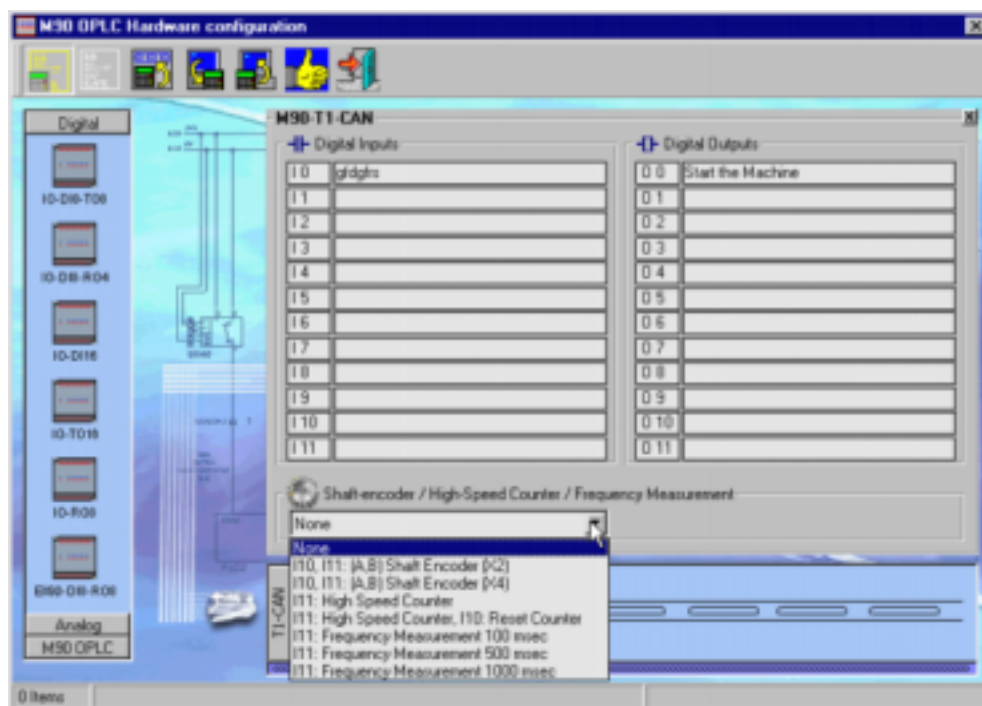 M90 OPLC Hardware configuration
Digital
IO-DI8-TO8
IO-DI8-RO4
IO-DI16
IO-TO16
IO-RO8
EX90-DI8-RO8
Analog
M90 OPLC
M90-T1-CAN
Digital Inputs
I 0 gfdgfrs
I 1
I 2
I 3
I 4
I 5
I 6
I 7
I 8
I 9
I 10
I 11
Digital Outputs
O 0 Start the Machine
O 1
O 2
O 3
O 4
O 5
O 6
O 7
O 8
O 9
O 10
O 11
Shaft-encoder / High-Speed Counter / Frequency Measurement
None
None
I10, I11: (A,B) Shaft Encoder (X2)
I10, I11: (A,B) Shaft Encoder (X4)
I11: High Speed Counter
I11: High Speed Counter, I10: Reset Counter
I11: Frequency Measurement 100 msec
I11: Frequency Measurement 500 msec
I11: Frequency Measurement 1000 msec
T1-CAN
0 Items